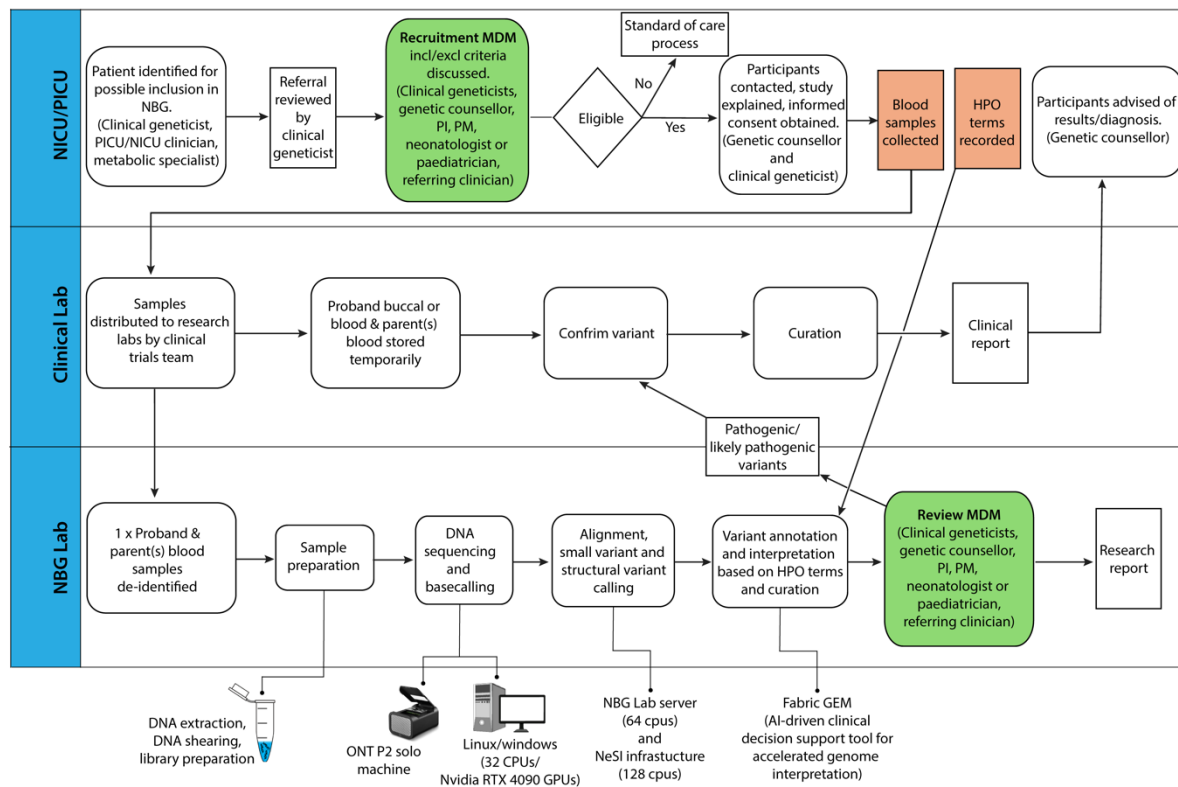 NICU/PICU
Patient identified for
possible inclusion in
NBG.
(Clinical geneticist,
PICU/NICU clinician,
metabolic specialist)
Referral
reviewed
by
clinical
geneticist
Recruitment MDM
incl/excl criteria
discussed.
(Clinical geneticists,
genetic counsellor,
PI, PM,
neonatologist or
paediatrician,
referring clinician)
Eligible
No
Yes
Standard of care
process
Participants
contacted, study
explained, informed
consent obtained.
(Genetic counsellor
and
clinical geneticist)
Blood
samples
collected
HPO
terms
recorded
Participants advised of
results/diagnosis.
(Genetic counsellor)
Clinical Lab
Samples
distributed to research
labs by clinical
trials team
Proband buccal or
blood & parent(s)
blood stored
temporarily
Confrim variant
Curation
Clinical
report
Pathogenic/
likely pathogenic
variants
NBG Lab
1 x Proband &
parent(s) blood
samples
de-identified
Sample
preparation
DNA
sequencing
and
basecalling
Alignment,
small variant and
structural variant
calling
Variant annotation
and interpretation
based on HPO terms
and curation
Review MDM
(Clinical geneticists,
genetic counsellor,
PI, PM,
neonatologist or
paediatrician,
referring clinician)
Research
report
DNA extraction,
DNA shearing,
library preparation
ONT P2 solo
machine
Linux/windows
(32 CPUs/
Nvidia RTX 4090 GPUs)
NBG Lab server
(64 cpus)
and
NeSI infrastucture
(128 cpus)
Fabric GEM
(AI-driven clinical
decision support tool for
accelerated genome
interpretation)